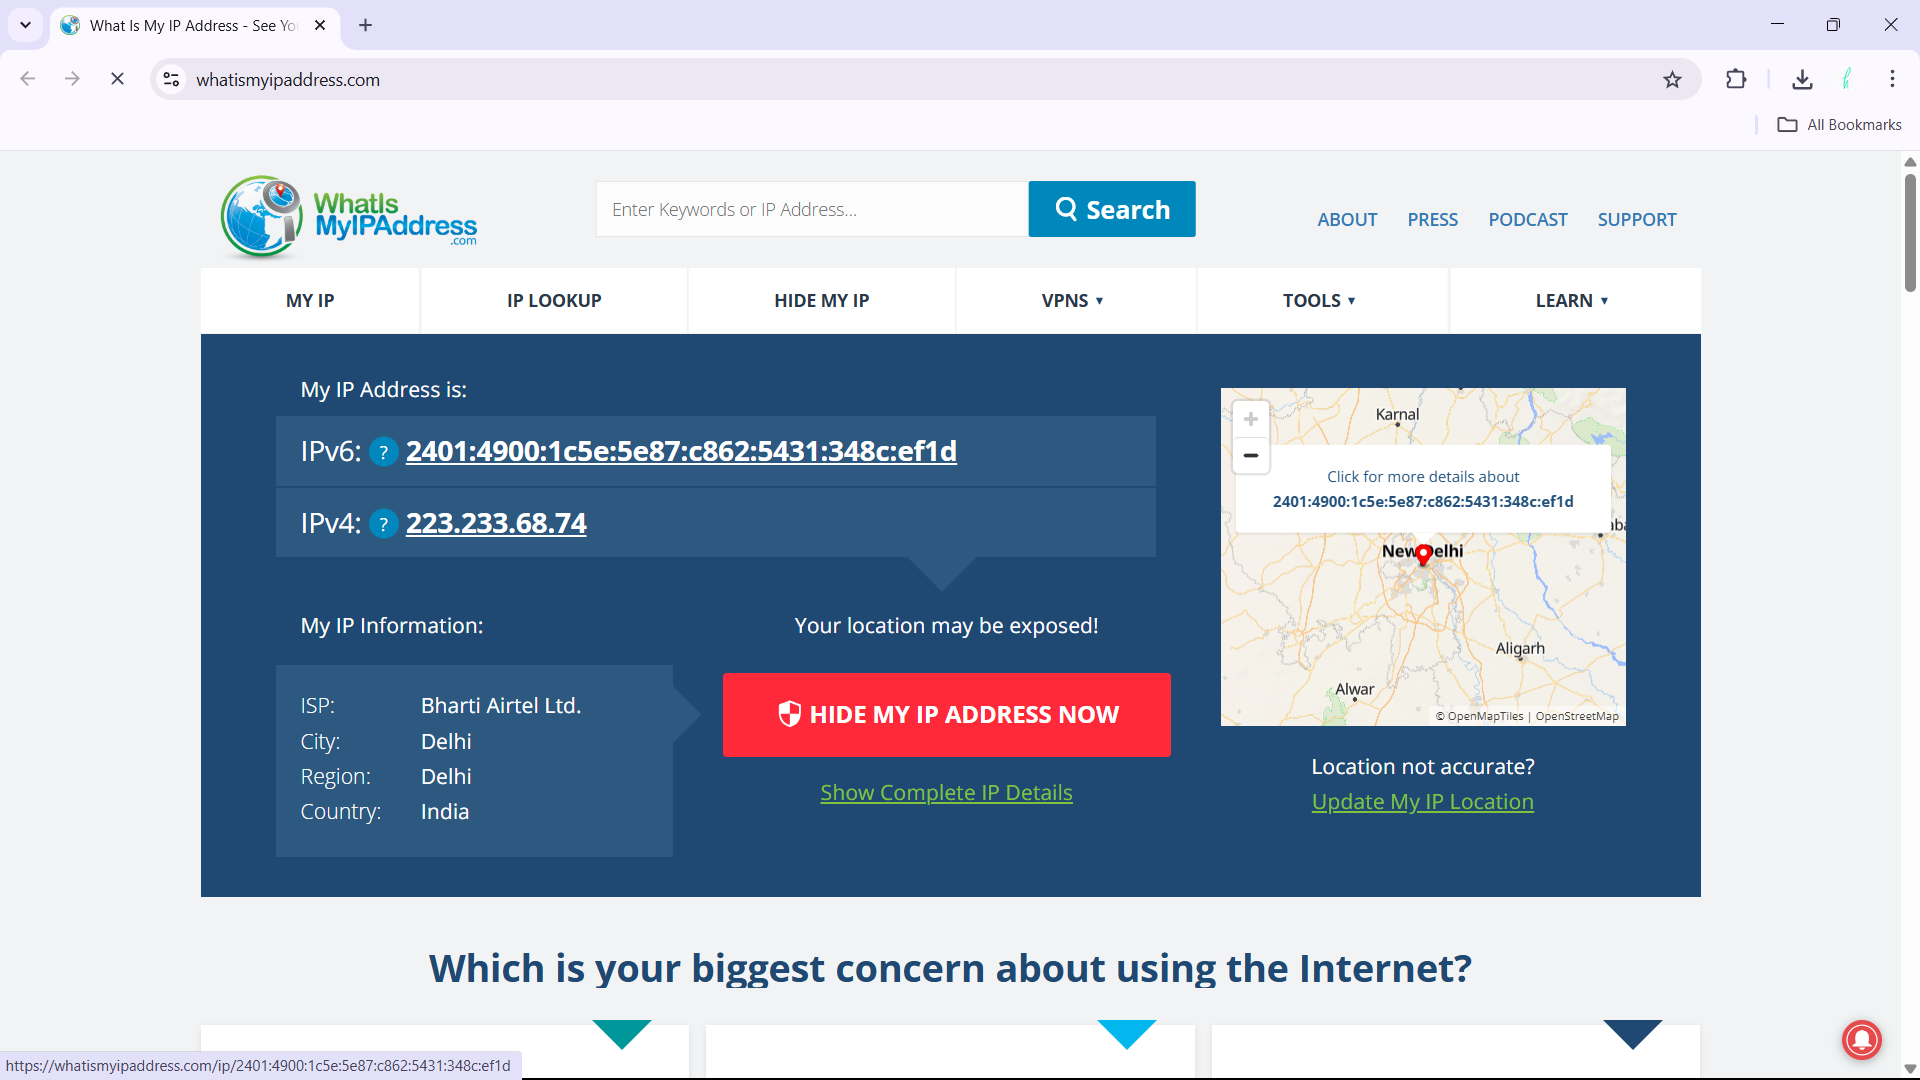 What Is My IP Address - See Yo
whatismyipaddress.com
All Bookmarks
WhatIs
MyIPAddress
.com
Enter Keywords or IP Address...
Search
ABOUT
PRESS
PODCAST
SUPPORT
MY IP
IP LOOKUP
HIDE MY IP
VPNS
TOOLS
LEARN
My IP Address is:
IPv6: ? 2401:4900:1c5e:5e87:c862:5431:348c:ef1d
IPv4: ? 223.233.68.74
My IP Information:
ISP: Bharti Airtel Ltd.
City: Delhi
Region: Delhi
Country: India
Your location may be exposed!
HIDE MY IP ADDRESS NOW
Show Complete IP Details
Karnal
Click for more details about
2401:4900:1c5e:5e87:c862:5431:348c:ef1d
New Delhi
Aligarh
Alwar
© OpenMapTiles | OpenStreetMap
Location not accurate?
Update My IP Location
Which is your biggest concern about using the Internet?
https://whatismyipaddress.com/ip/2401:4900:1c5e:5e87:c862:5431:348c:ef1d